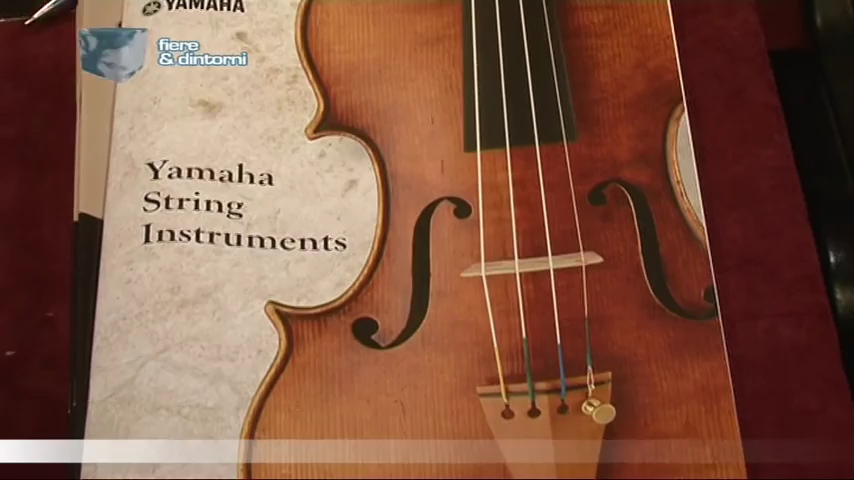 YAMAHA
fiere
& dintorni
Yamaha
String
Instruments